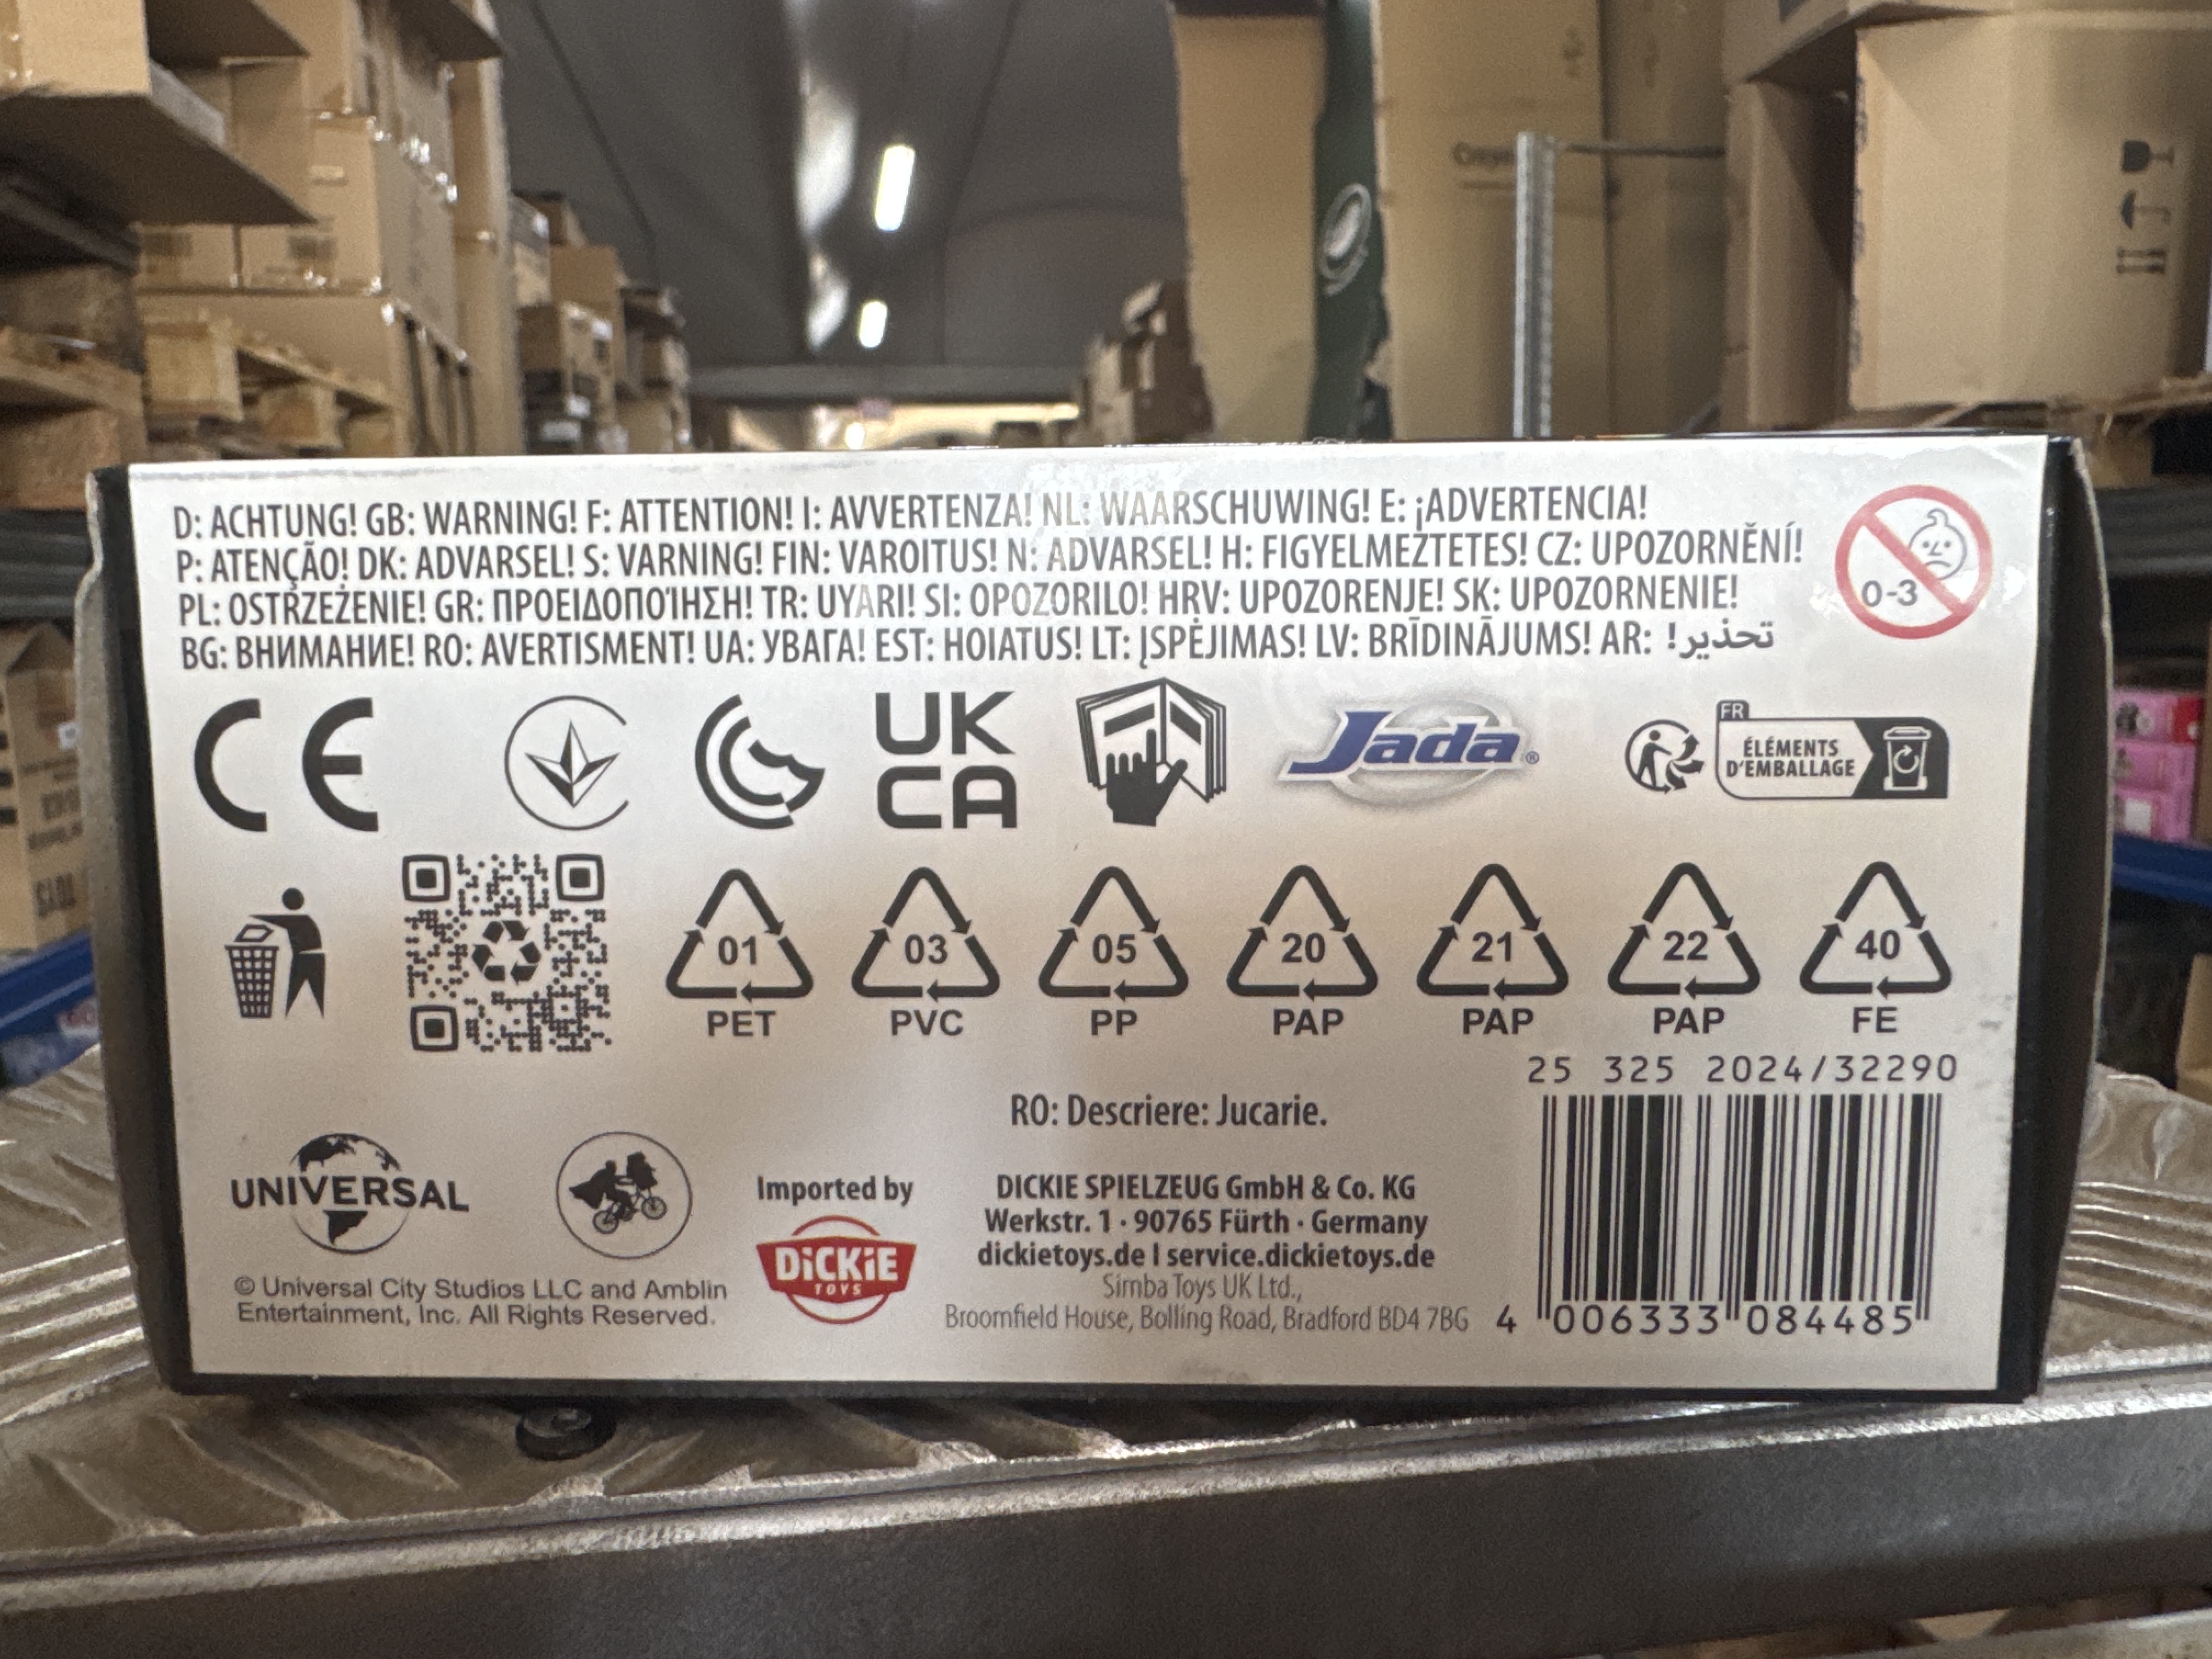 D: ACHTUNG! GB: WARNING! F: ATTENTION! I: AVVERTENZA! NL: WAARSCHUWING! E: ¡ADVERTENCIA!
P: ATENÇÃO! DK: ADVARSEL! S: VARNING! FIN: VAROITUS! N: ADVARSEL! H: FIGYELMEZTETES! CZ: UPOZORNĚNÍ!
PL: OSTRZEŻENIE! GR: ΠΡΟΕΙΔΟΠΟΊΗΣΗ! TR: UYARI! SI: OPOZORILO! HRV: UPOZORENJE! SK: UPOZORNENIE!
BG: ВНИМАНИЕ! RO: AVERTISMENT! UA: УВАГА! EST: HOIATUS! LT: ĮSPĖJIMAS! LV: BRĪDINĀJUMS! AR: تحذير!
0-3
CE
UK
CA
Jada®
FR
ÉLÉMENTS
D'EMBALLAGE
01 03 05 20 21 22 40
PET PVC PP PAP PAP PAP FE
25 325 2024/32290
RO: Descriere: Jucarie.
UNIVERSAL
© Universal City Studios LLC and Amblin
Entertainment, Inc. All Rights Reserved.
Imported by
DiCKiE
TOYS
DICKIE SPIELZEUG GmbH & Co. KG
Werkstr. 1 · 90765 Fürth · Germany
dickietoys.de I service.dickietoys.de
Simba Toys UK Ltd.,
Broomfield House, Bolling Road, Bradford BD4 7BG
4 006333 084485